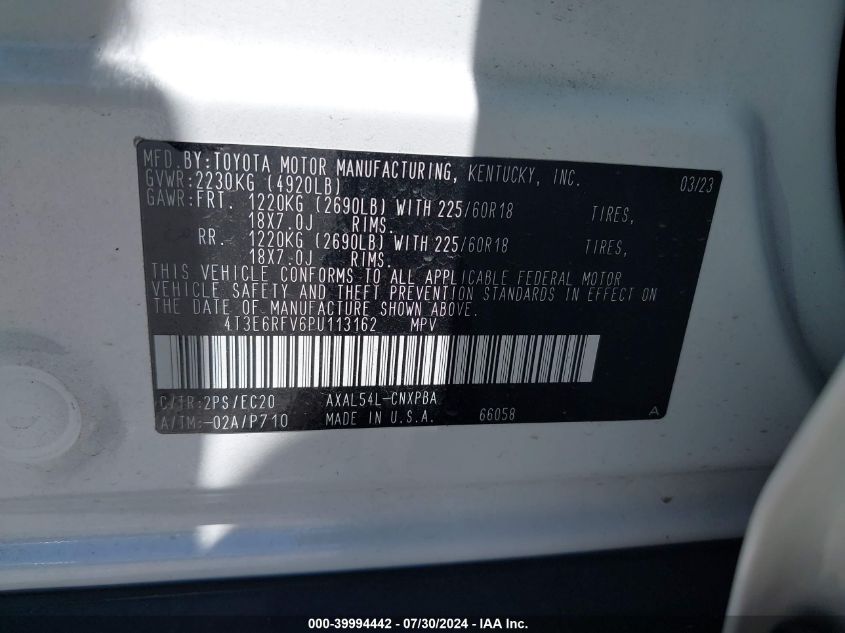 MFD.BY:TOYOTA MOTOR MANUFACTURING, KENTUCKY, INC. 03/23
GVWR:2230KG (4920LB)
GAWR:FRT. 1220KG (2690LB) WITH 225/60R18 TIRES,
18X7.0J RIMS.
RR. 1220KG (2690LB) WITH 225/60R18 TIRES,
18X7.0J RIMS.
THIS VEHICLE CONFORMS TO ALL APPLICABLE FEDERAL MOTOR
VEHICLE SAFETY AND THEFT PREVENTION STANDARDS IN EFFECT ON
THE DATE OF MANUFACTURE SHOWN ABOVE.
4T3E6RFV6PU113162 MPV
C/TR:2PS/EC20 AXAL54L-CNXPBA
A/TM:-02A/P710 MADE IN U.S.A. 66058 A
000-39994442 - 07/30/2024 - IAA Inc.